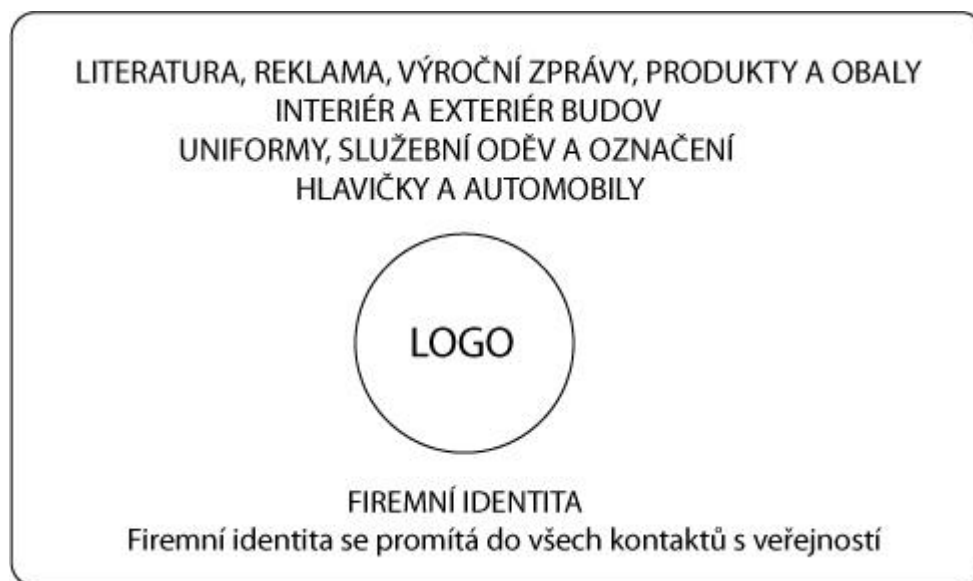 LITERATURA, REKLAMA, VÝROČNÍ ZPRÁVY, PRODUKTY A OBALY
INTERIÉR A EXTERIÉR BUDOV
UNIFORMY, SLUŽEBNÍ ODĚV A OZNAČENÍ
HLAVIČKY A AUTOMOBILY
LOGO
FIREMNÍ IDENTITA
Firemní identita se promítá do všech kontaktů s veřejností